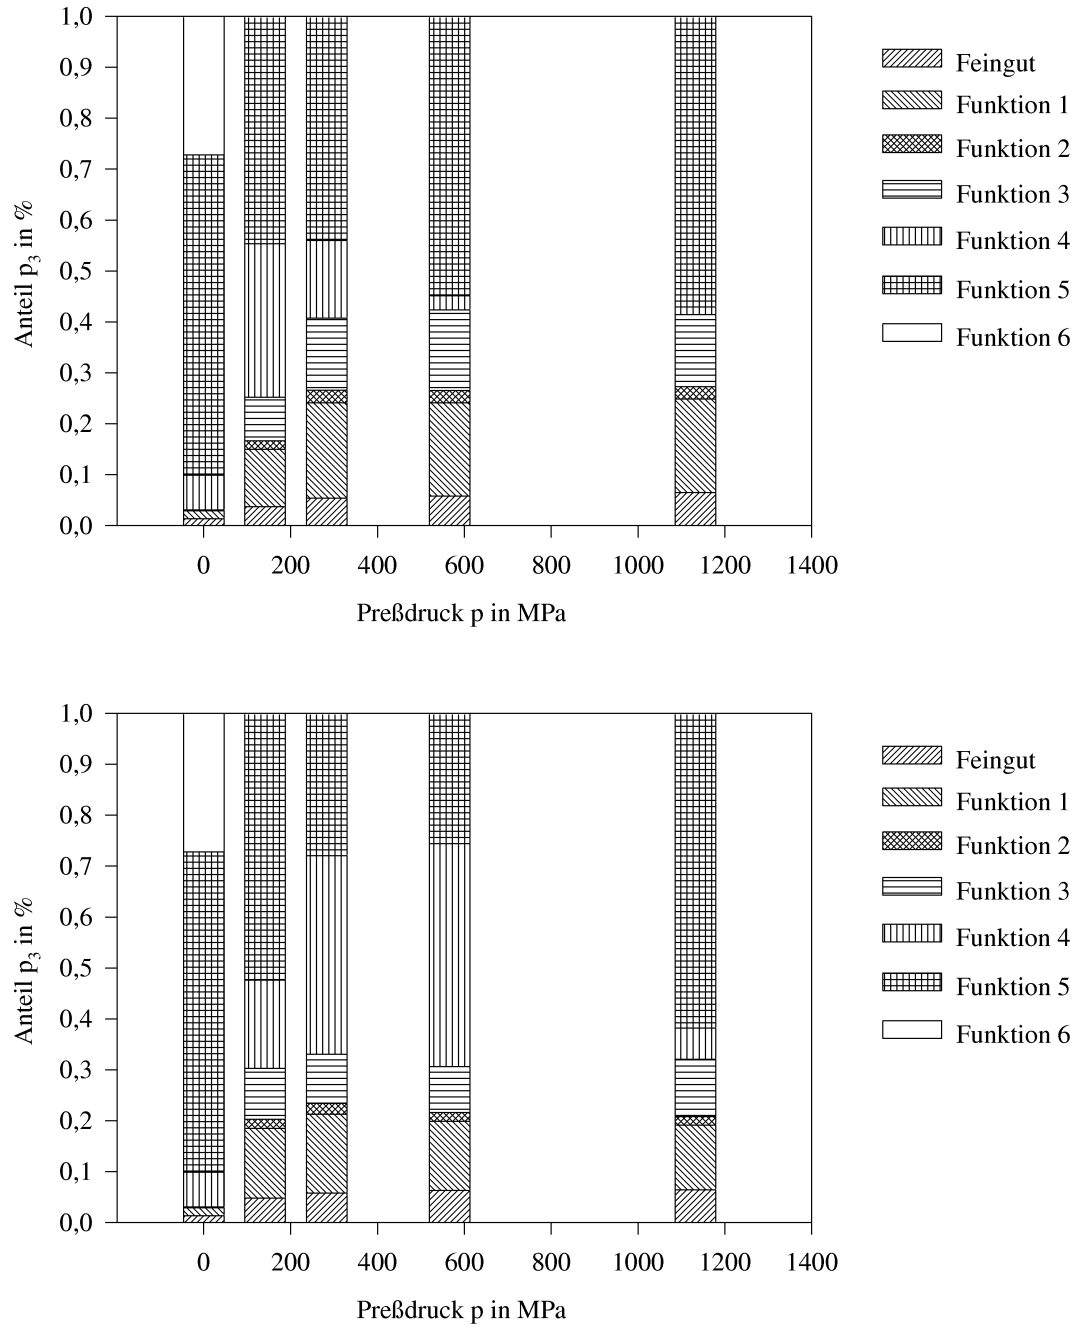 1,0
0,9
0,8
0,7
0,6
0,5
0,4
0,3
0,2
0,1
0,0
Anteil p3 in %
0 200 400 600 800 1000 1200 1400
Preßdruck p in MPa
Feingut
Funktion 1
Funktion 2
Funktion 3
Funktion 4
Funktion 5
Funktion 6
1,0
0,9
0,8
0,7
0,6
0,5
0,4
0,3
0,2
0,1
0,0
Anteil p3 in %
0 200 400 600 800 1000 1200 1400
Preßdruck p in MPa
Feingut
Funktion 1
Funktion 2
Funktion 3
Funktion 4
Funktion 5
Funktion 6